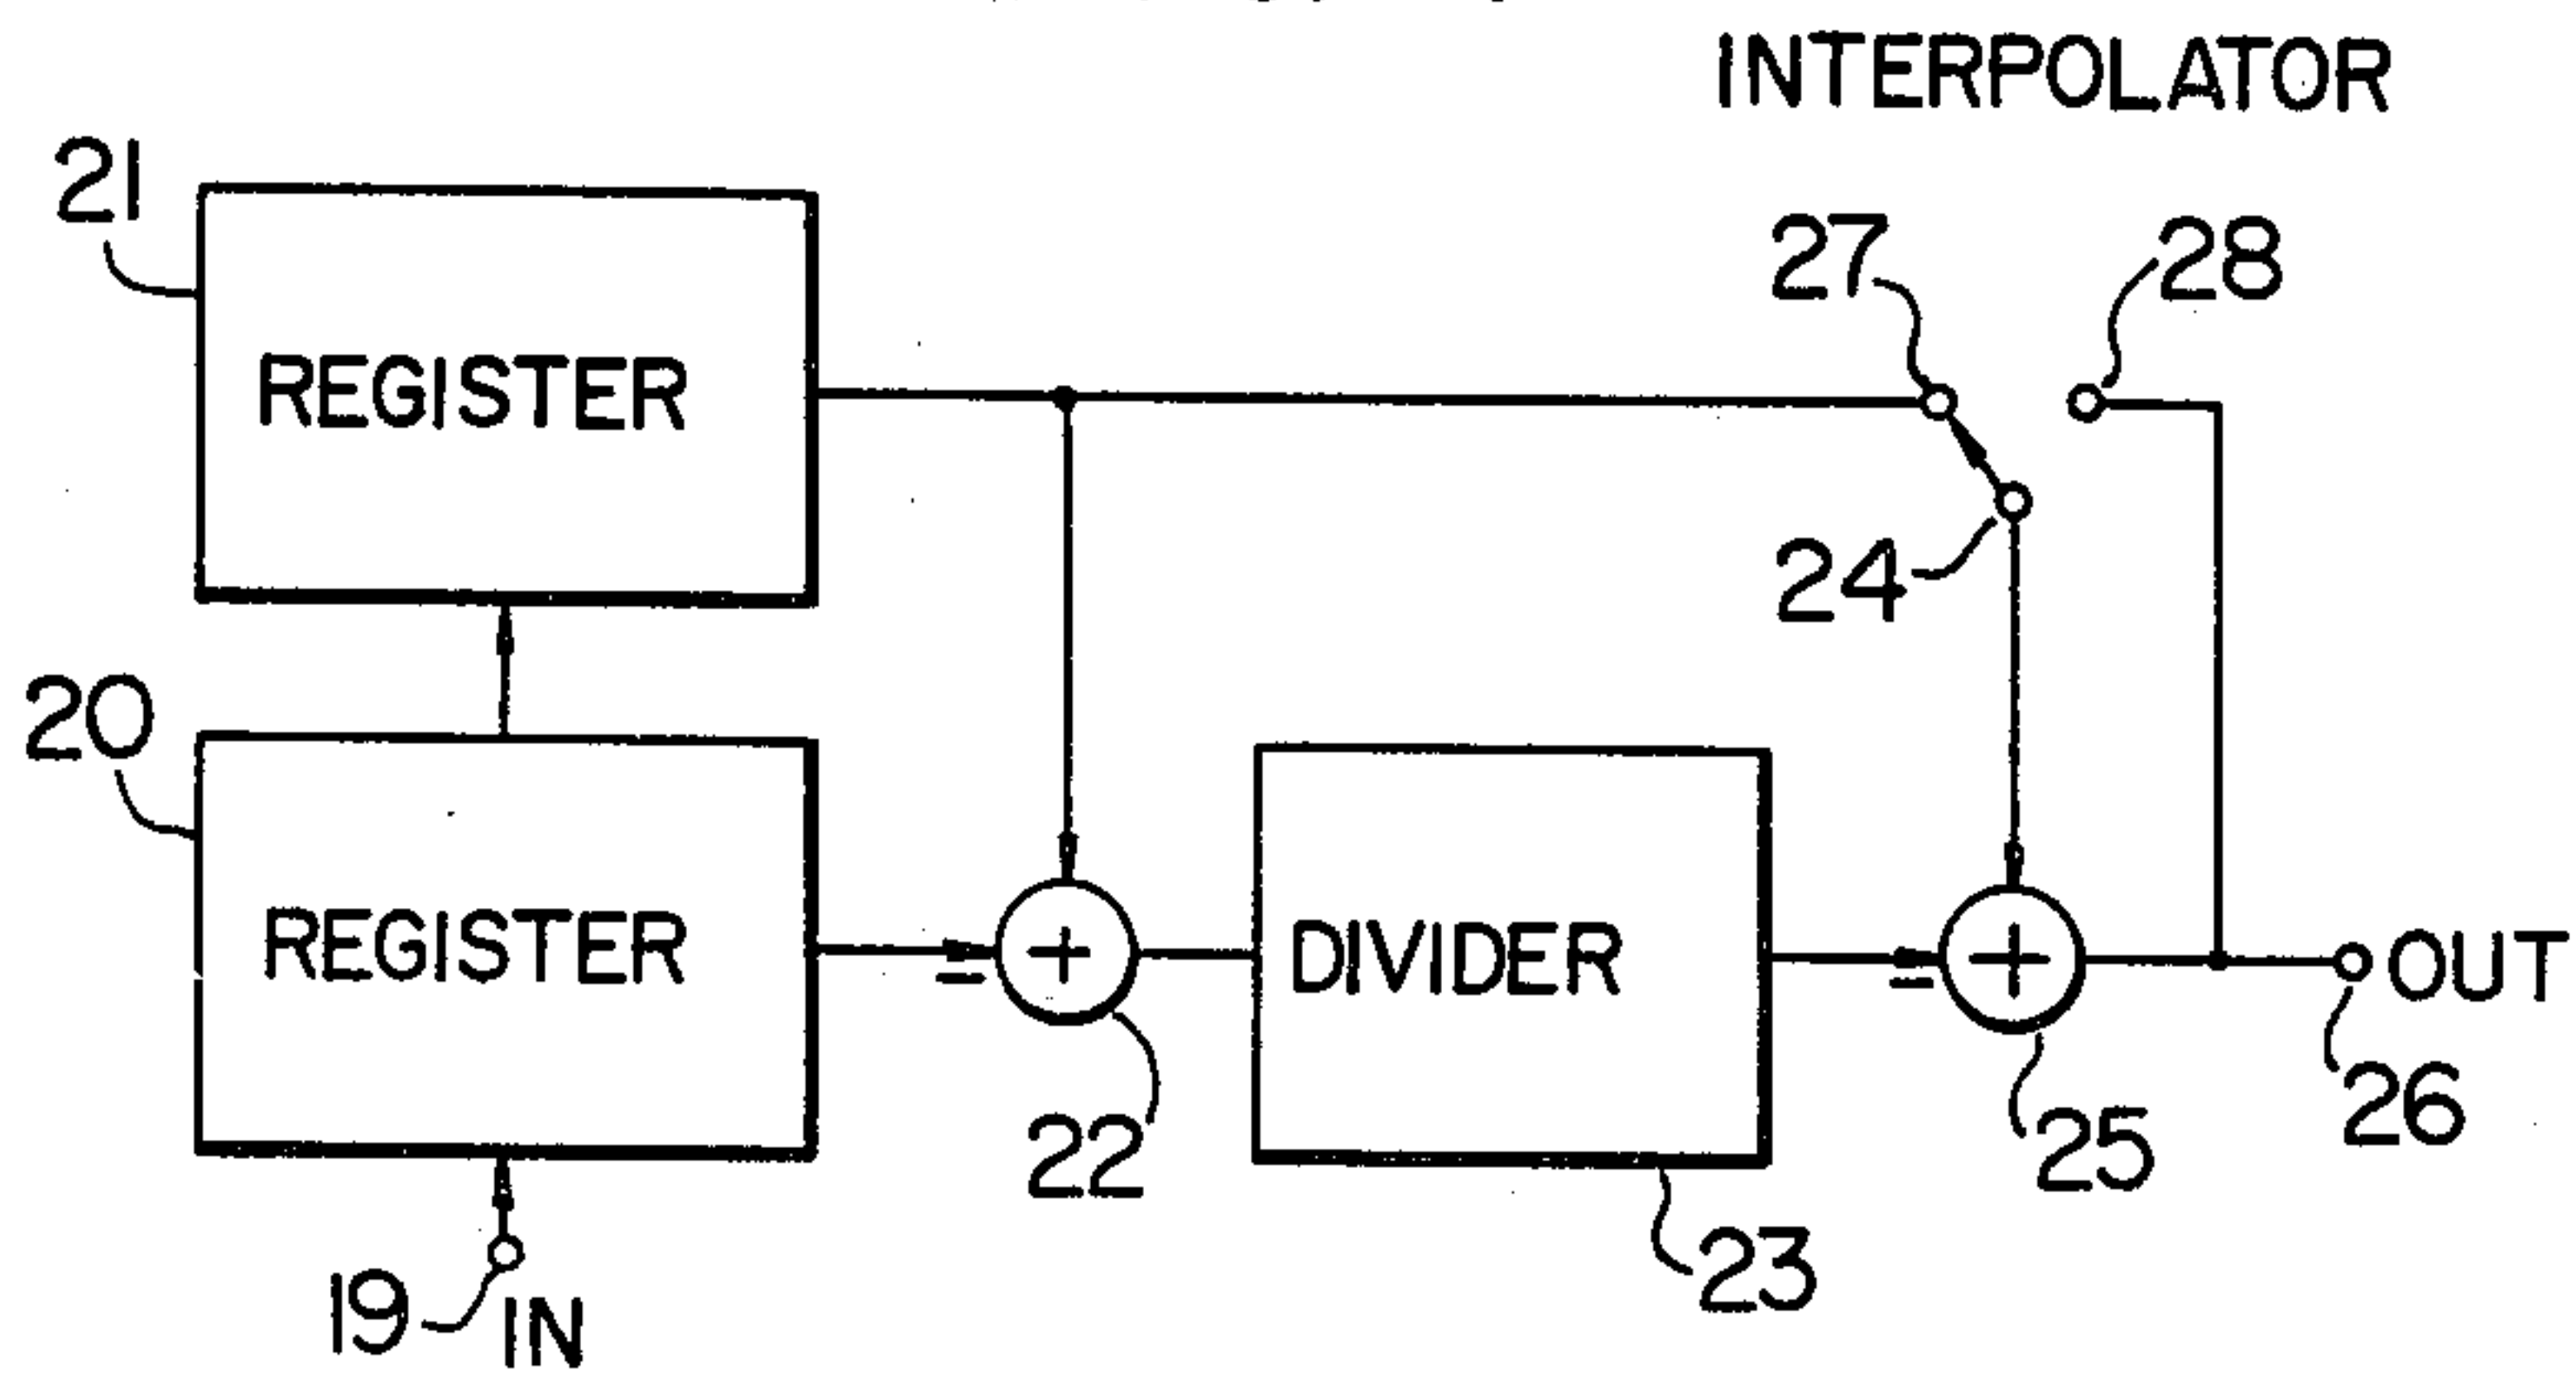 INTERPOLATOR
21
REGISTER
27
28
24
20
REGISTER
+
DIVIDER
+
OUT
−
−
22
25
26
23
19
IN